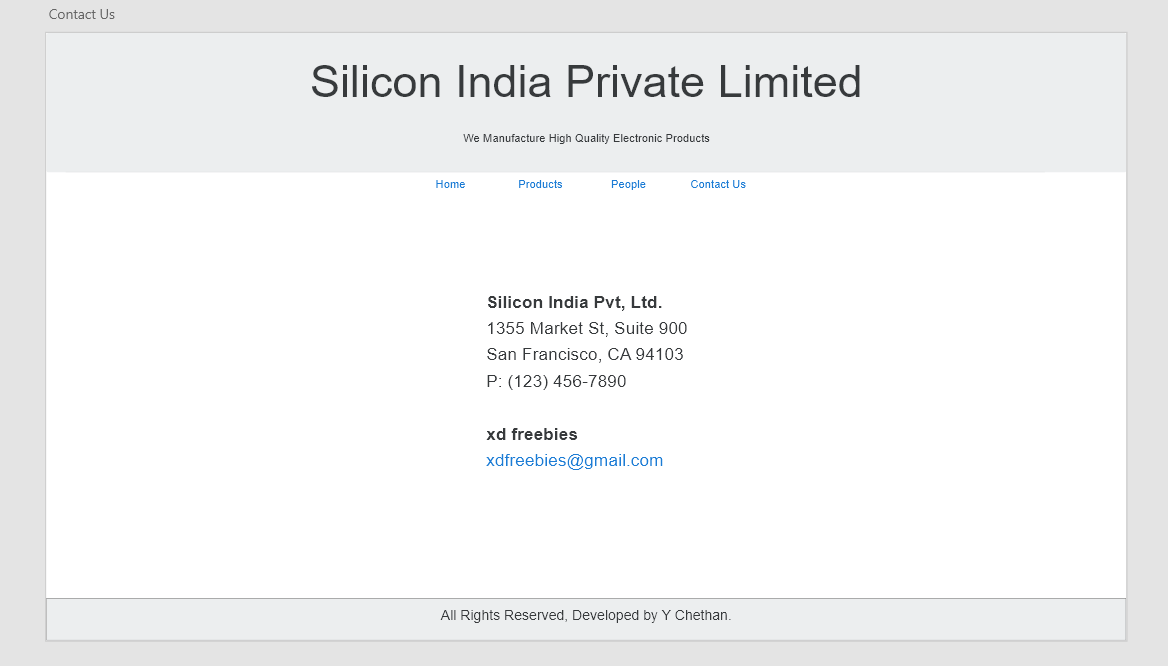 Contact Us
Silicon India Private Limited
We Manufacture High Quality Electronic Products
Home Products People Contact Us
Silicon India Pvt, Ltd.
1355 Market St, Suite 900
San Francisco, CA 94103
P: (123) 456-7890
xd freebies
xdfreebies@gmail.com
All Rights Reserved, Developed by Y Chethan.